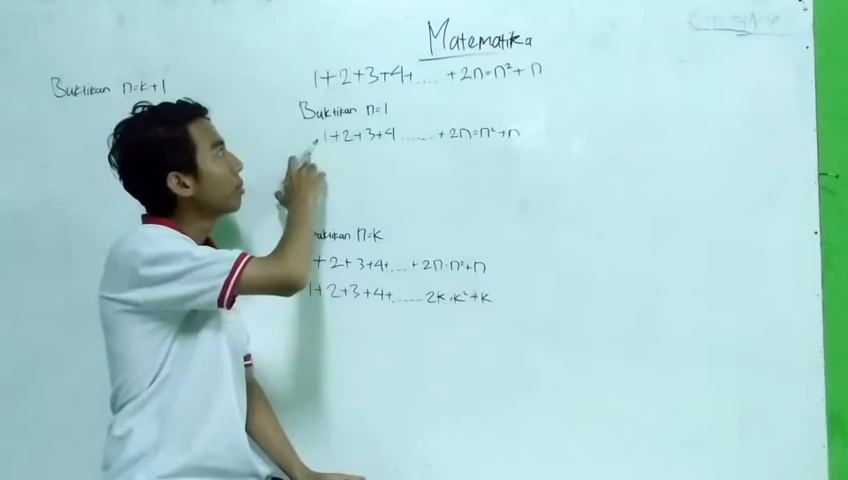 Matematika
1+2+3+4+..... +2n=n²+n
Buktikan n=k+1
Buktikan n=1
1+2+3+4 ....... +2n=n²+n
n=k
+2+3+4+.... +2n=n²+n
1+2+3+4+...... 2k=k²+k